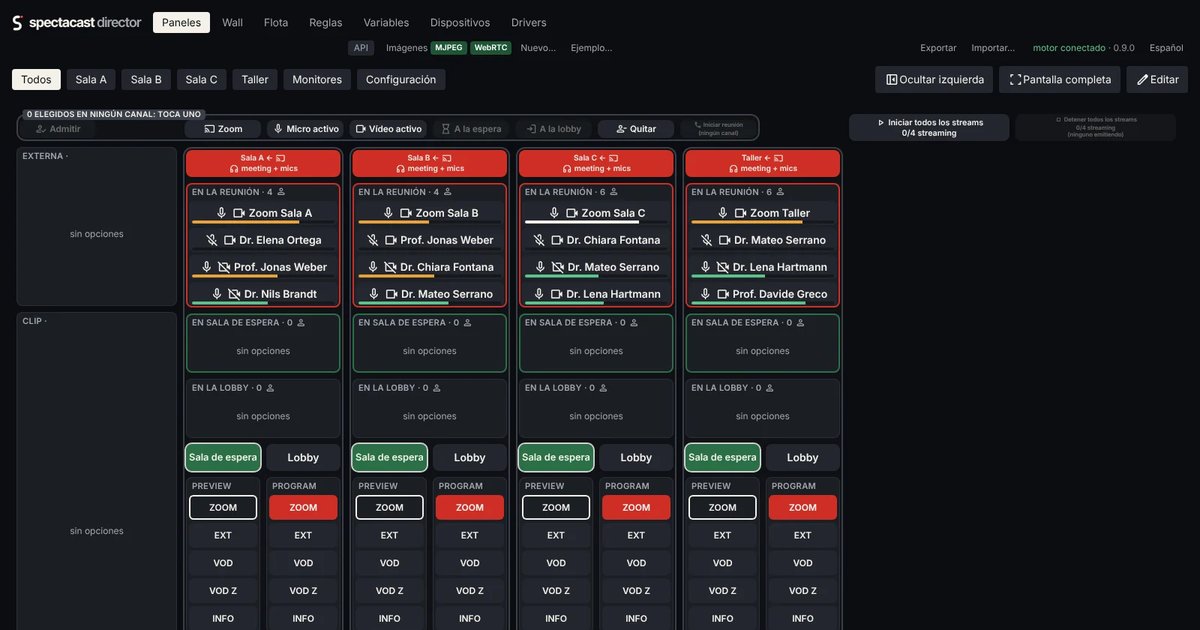 spectacast director Paneles Wall Flota Reglas Variables Dispositivos Drivers
API Imágenes MJPEG WebRTC Nuevo... Ejemplo... Exportar Importar... motor conectado · 0.9.0 Español
Todos Sala A Sala B Sala C Taller Monitores Configuración Ocultar izquierda Pantalla completa Editar
0 ELEGIDOS EN NINGÚN CANAL: TOCA UNO
Admitir Zoom Micro activo Vídeo activo A la espera A la lobby Quitar Iniciar reunión
(ningún canal)
Iniciar todos los streams
0/4 streaming
Detener todos los streams
0/4 streaming
(ninguno emitiendo)
EXTERNA ·
sin opciones
CLIP ·
sin opciones
Sala A ←
meeting + mics
EN LA REUNIÓN · 4
Zoom Sala A
Dr. Elena Ortega
Prof. Jonas Weber
Dr. Nils Brandt
EN SALA DE ESPERA · 0
sin opciones
EN LA LOBBY · 0
sin opciones
Sala de espera Lobby
PREVIEW PROGRAM
ZOOM ZOOM
EXT EXT
VOD VOD
VOD Z VOD Z
INFO INFO
Sala B ←
meeting + mics
EN LA REUNIÓN · 4
Zoom Sala B
Prof. Jonas Weber
Dr. Chiara Fontana
Dr. Mateo Serrano
EN SALA DE ESPERA · 0
sin opciones
EN LA LOBBY · 0
sin opciones
Sala de espera Lobby
PREVIEW PROGRAM
ZOOM ZOOM
EXT EXT
VOD VOD
VOD Z VOD Z
INFO INFO
Sala C ←
meeting + mics
EN LA REUNIÓN · 6
Zoom Sala C
Dr. Chiara Fontana
Dr. Mateo Serrano
Dr. Lena Hartmann
EN SALA DE ESPERA · 0
sin opciones
EN LA LOBBY · 0
sin opciones
Sala de espera Lobby
PREVIEW PROGRAM
ZOOM ZOOM
EXT EXT
VOD VOD
VOD Z VOD Z
INFO INFO
Taller ←
meeting + mics
EN LA REUNIÓN · 6
Zoom Taller
Dr. Mateo Serrano
Dr. Lena Hartmann
Prof. Davide Greco
EN SALA DE ESPERA · 0
sin opciones
EN LA LOBBY · 0
sin opciones
Sala de espera Lobby
PREVIEW PROGRAM
ZOOM ZOOM
EXT EXT
VOD VOD
VOD Z VOD Z
INFO INFO